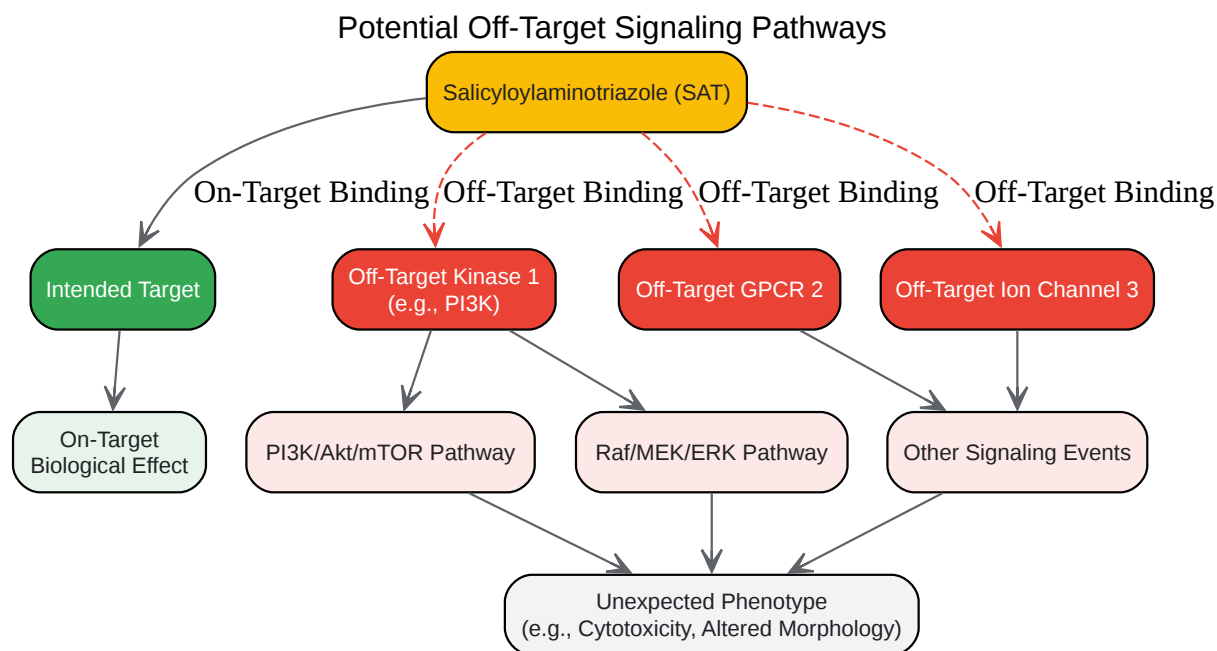 Potential Off-Target Signaling Pathways
Salicyloylaminotriazole (SAT)
On-Target Binding
Off-Target Binding
Off-Target Binding
Off-Target Binding
Intended Target
Off-Target Kinase 1
(e.g., PI3K)
Off-Target GPCR 2
Off-Target Ion Channel 3
On-Target
Biological Effect
PI3K/Akt/mTOR Pathway
Raf/MEK/ERK Pathway
Other Signaling Events
Unexpected Phenotype
(e.g., Cytotoxicity, Altered Morphology)